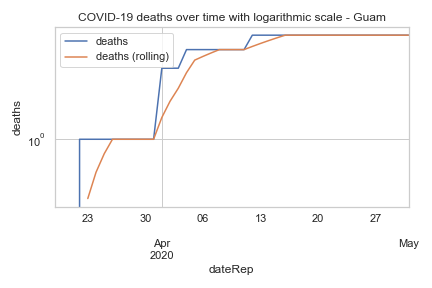 COVID-19 deaths over time with logarithmic scale - Guam
deaths
deaths (rolling)
deaths
10⁰
23 30 06 13 20 27
Apr May
2020
dateRep